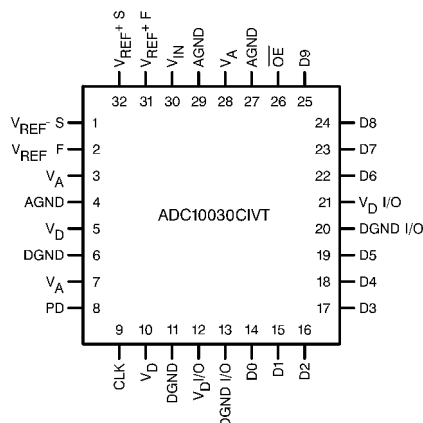 VREF+ S
VREF+ F
VIN
AGND
VA
AGND
OE
D9
32 31 30 29 28 27 26 25
VREF- S 1
VREF F 2
VA 3
AGND 4
VD 5
DGND 6
VA 7
PD 8
ADC10030CIVT
24 D8
23 D7
22 D6
21 VD I/O
20 DGND I/O
19 D5
18 D4
17 D3
9 10 11 12 13 14 15 16
CLK
VD
DGND
VD I/O
DGND I/O
D0
D1
D2